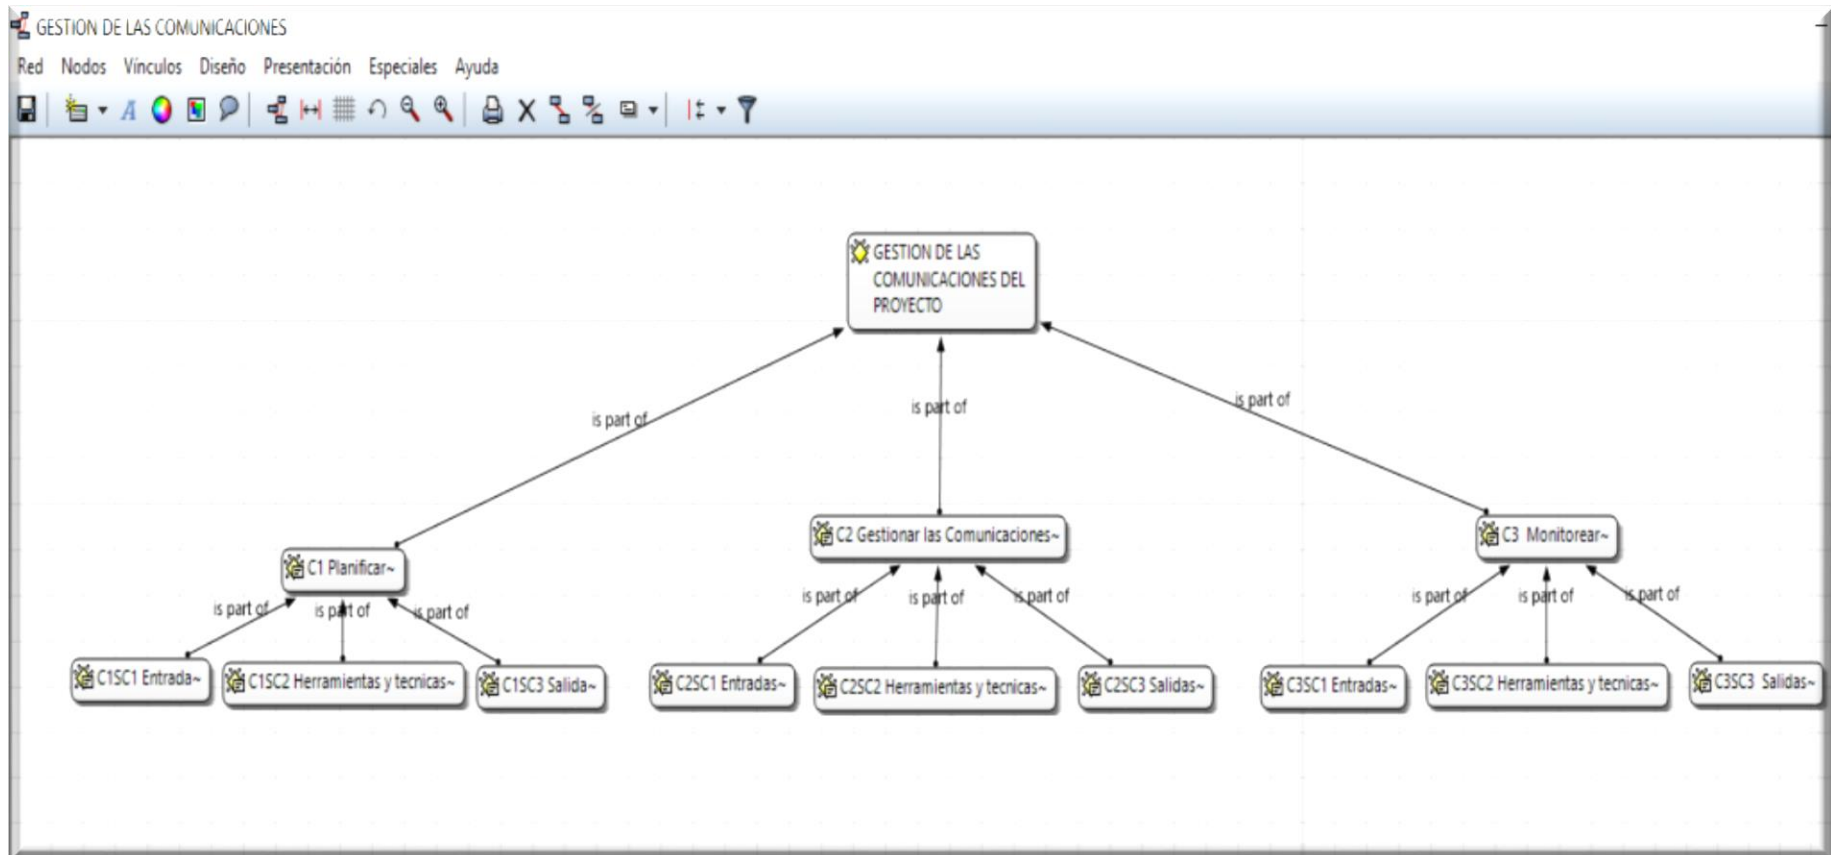 GESTION DE LAS COMUNICACIONES
Red Nodos Vínculos Diseño Presentación Especiales Ayuda
GESTION DE LAS
COMUNICACIONES DEL
PROYECTO
is part of
is part of
is part of
C1 Planificar~
C2 Gestionar las Comunicaciones~
C3  Monitorear~
is part of
is part of
is part of
is part of
is part of
is part of
is part of
is part of
is part of
C1SC1 Entrada~
C1SC2 Herramientas y tecnicas~
C1SC3 Salida~
C2SC1 Entradas~
C2SC2 Herramientas y tecnicas~
C2SC3 Salidas~
C3SC1 Entradas~
C3SC2 Herramientas y tecnicas~
C3SC3  Salidas~